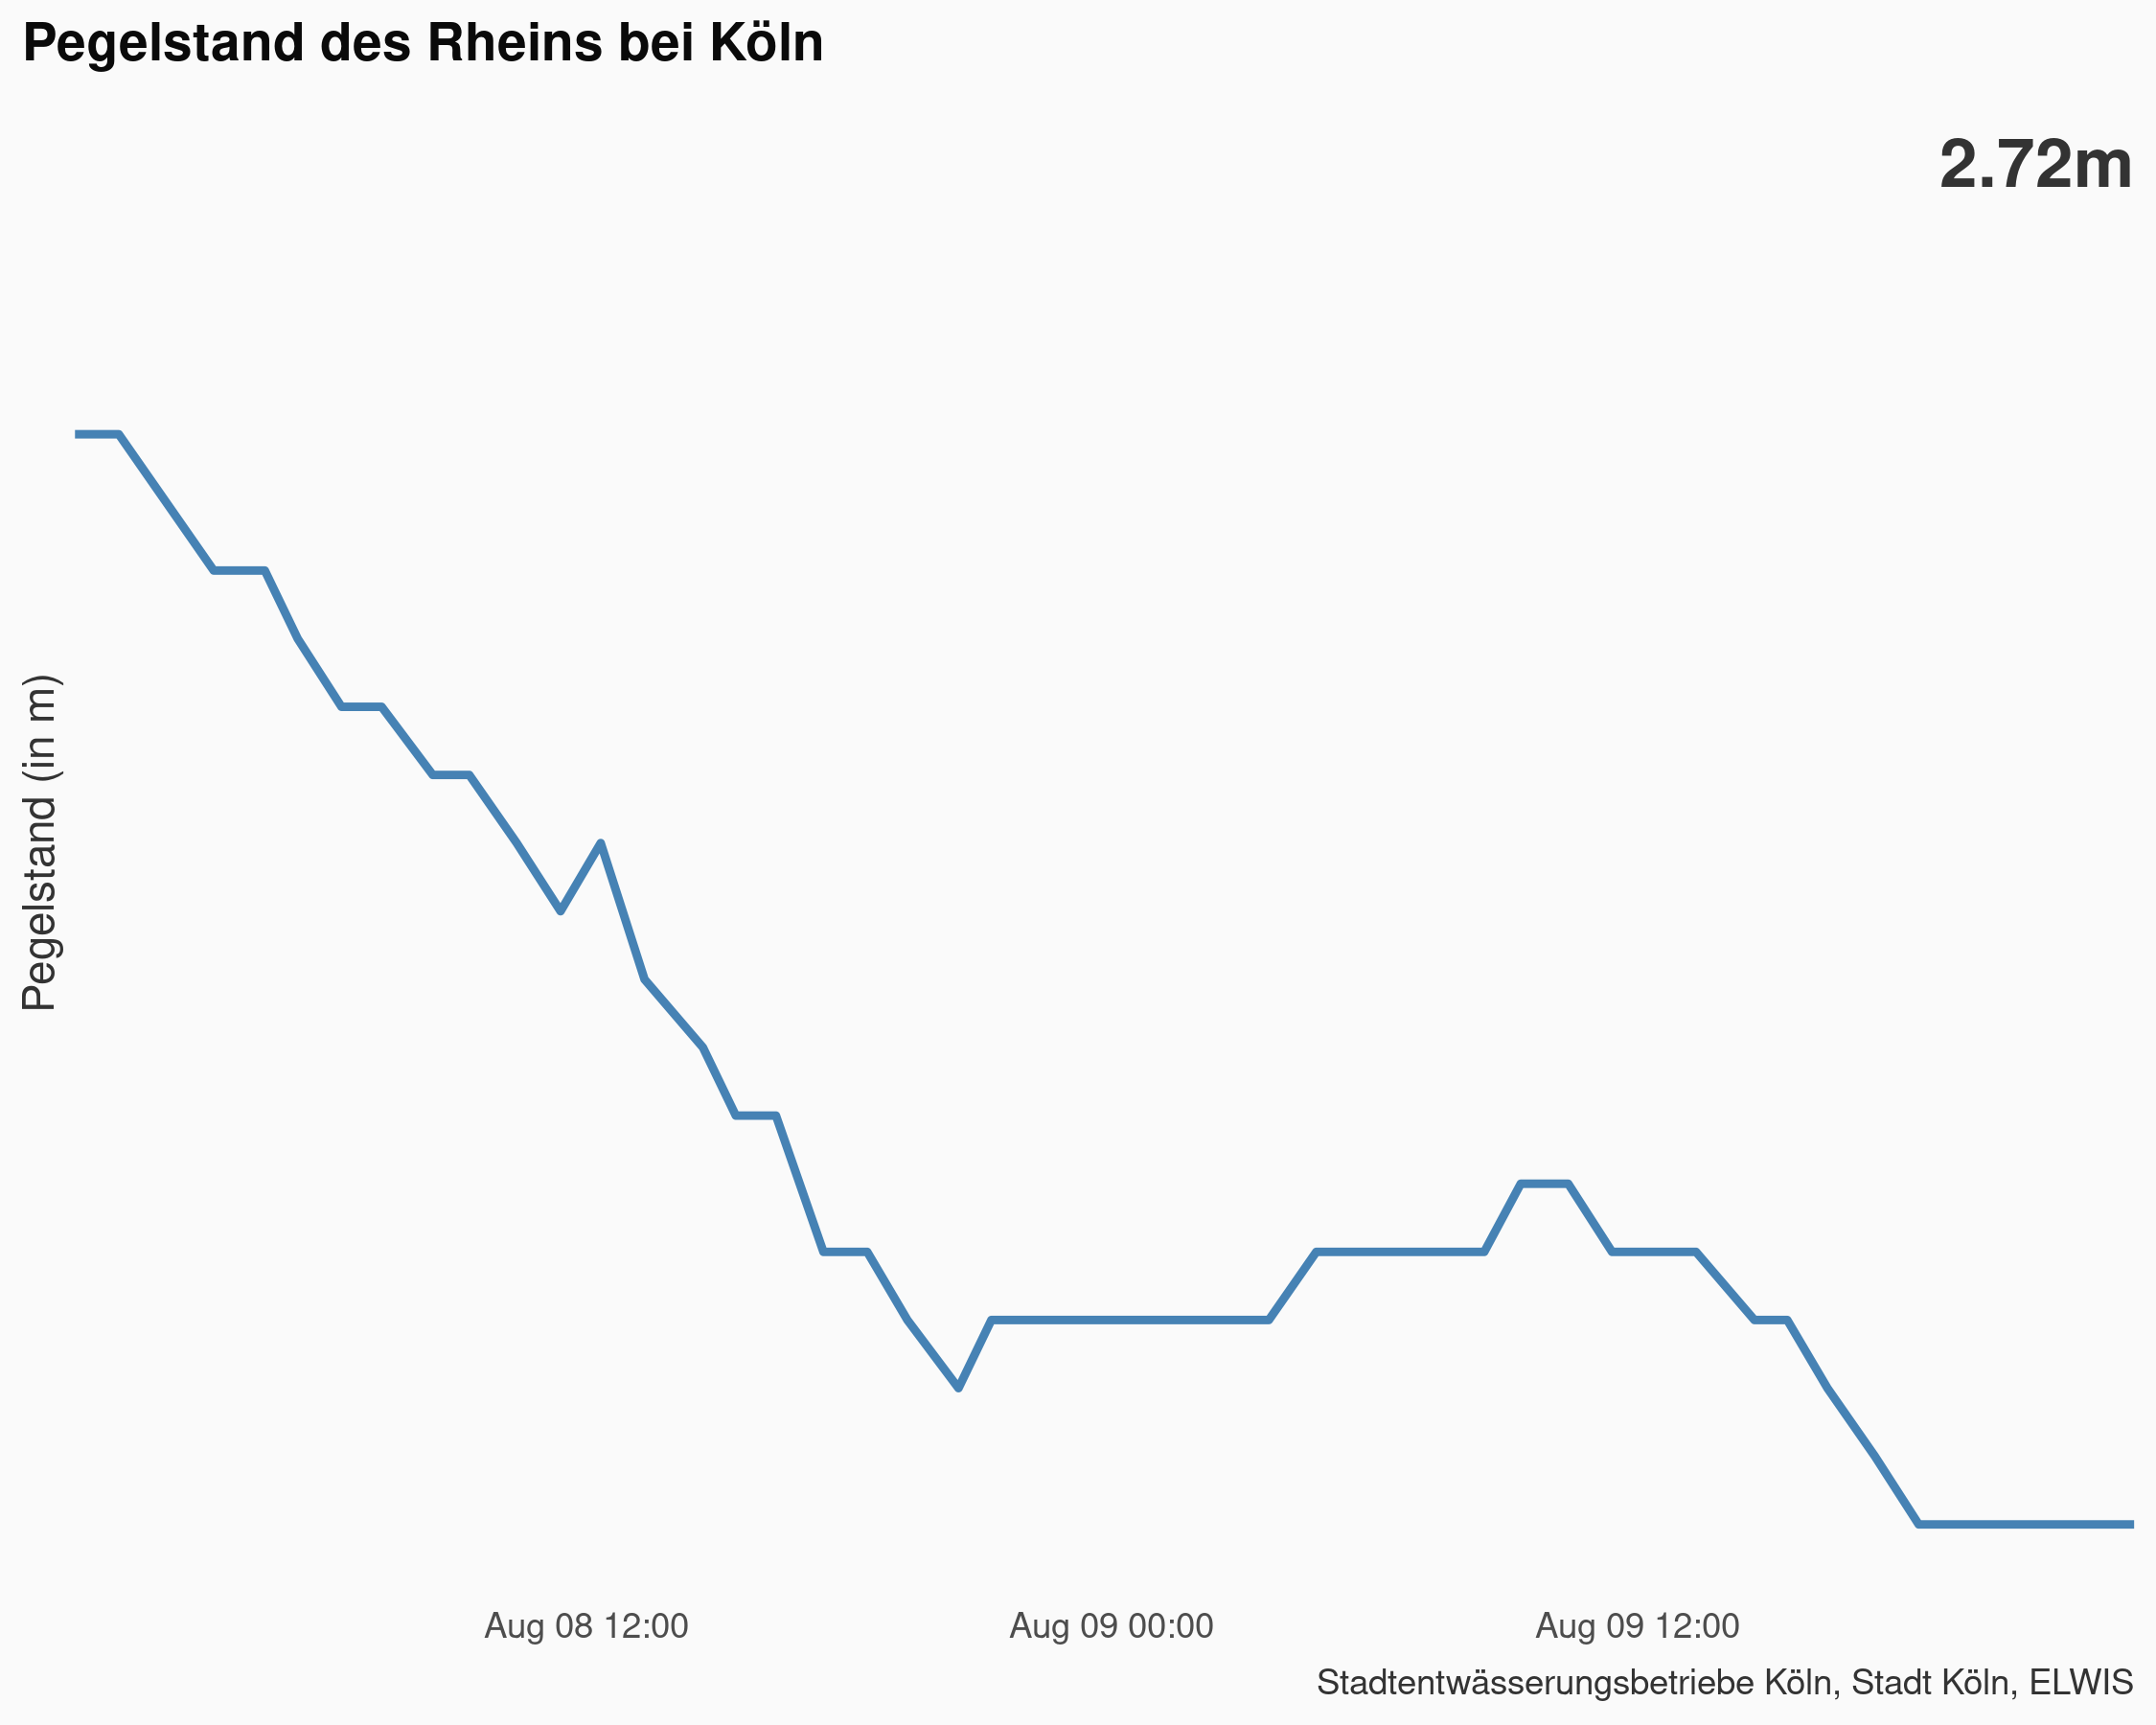 Pegelstand des Rheins bei Köln
2.72m
Pegelstand (in m)
Aug 08 12:00
Aug 09 00:00
Aug 09 12:00
Stadtentwässerungsbetriebe Köln, Stadt Köln, ELWIS